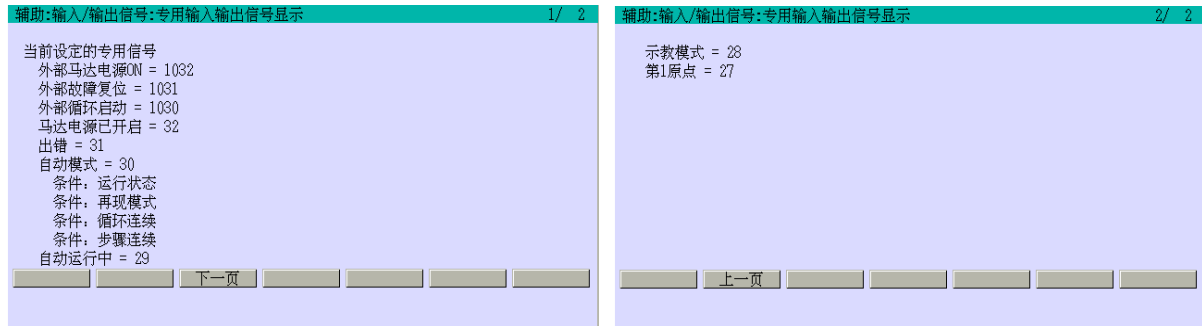 辅助:输入/输出信号:专用输入输出信号显示 1/ 2
当前设定的专用信号
外部马达电源ON = 1032
外部故障复位 = 1031
外部循环启动 = 1030
马达电源已开启 = 32
出错 = 31
自动模式 = 30
条件: 运行状态
条件: 再现模式
条件: 循环连续
条件: 步骤连续
自动运行中 = 29
下一页
辅助:输入/输出信号:专用输入输出信号显示 2/ 2
示教模式 = 28
第1原点 = 27
上一页